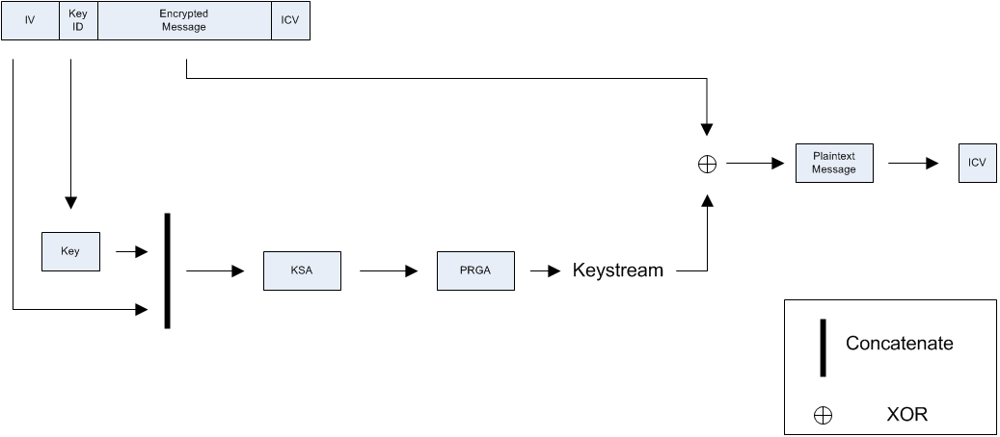 IV
Key
ID
Encrypted
Message
ICV
Plaintext
Message
ICV
Key
KSA
PRGA
Keystream
Concatenate
XOR